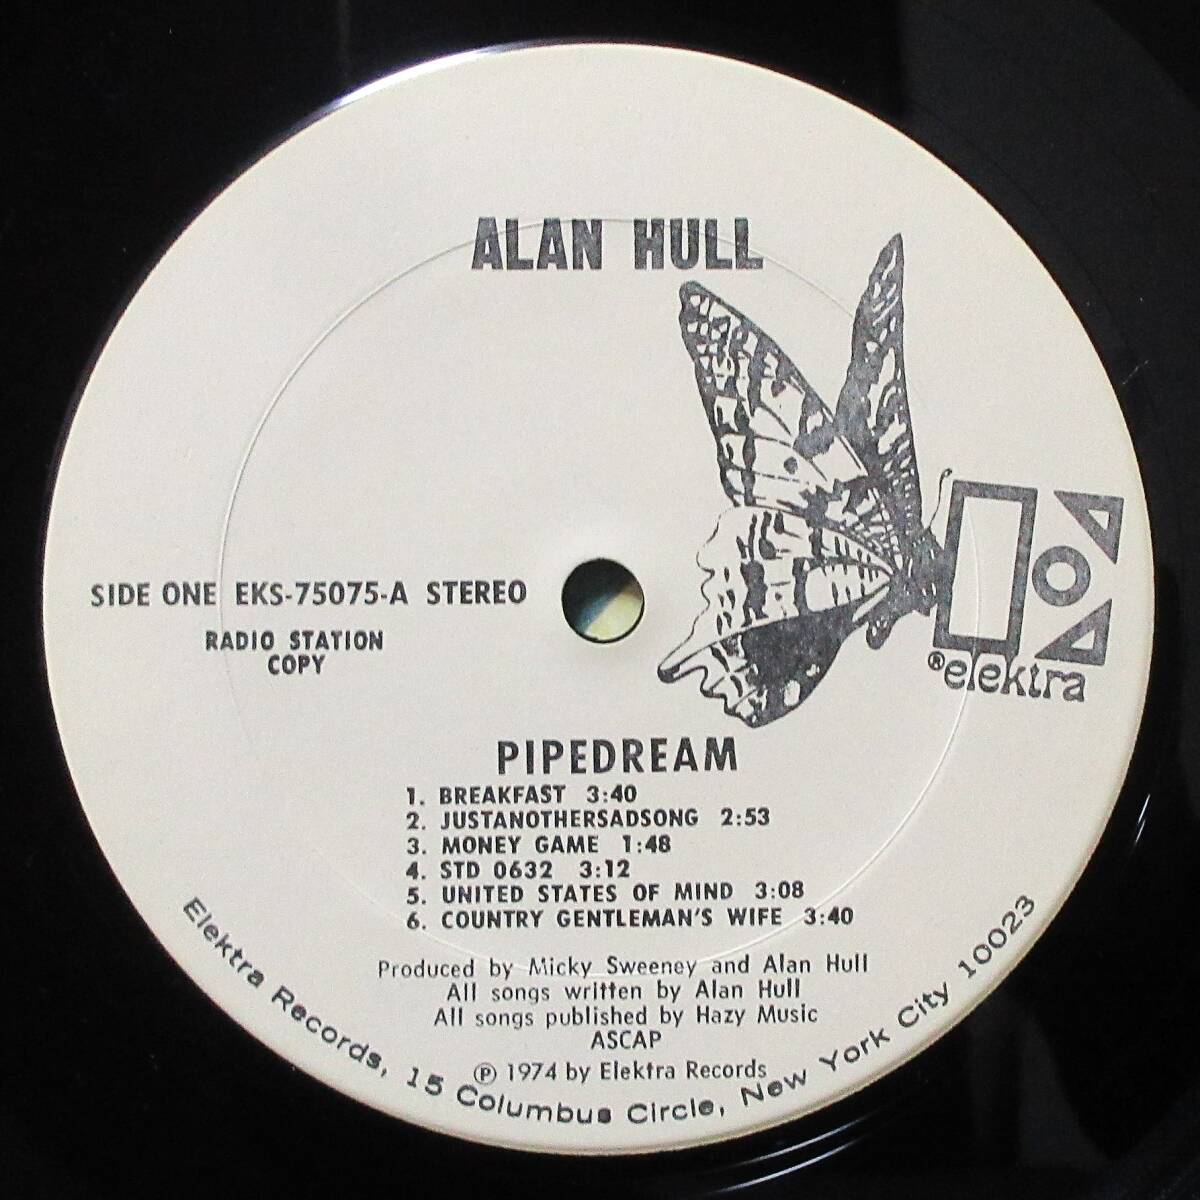 ALAN HULL
SIDE ONE EKS-75075-A STEREO
RADIO STATION
COPY
®elektra
PIPEDREAM
1. BREAKFAST 3:40
2. JUSTANOTHERSADSONG 2:53
3. MONEY GAME 1:48
4. STD 0632 3:12
5. UNITED STATES OF MIND 3:08
6. COUNTRY GENTLEMAN'S WIFE 3:40
Produced by Micky Sweeney and Alan Hull
All songs written by Alan Hull
All songs published by Hazy Music
ASCAP
℗ 1974 by Elektra Records
Elektra Records, 15 Columbus Circle, New York City 10023